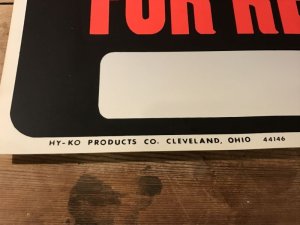 FOR RE
HY-KO PRODUCTS CO. CLEVELAND, OHIO 44146